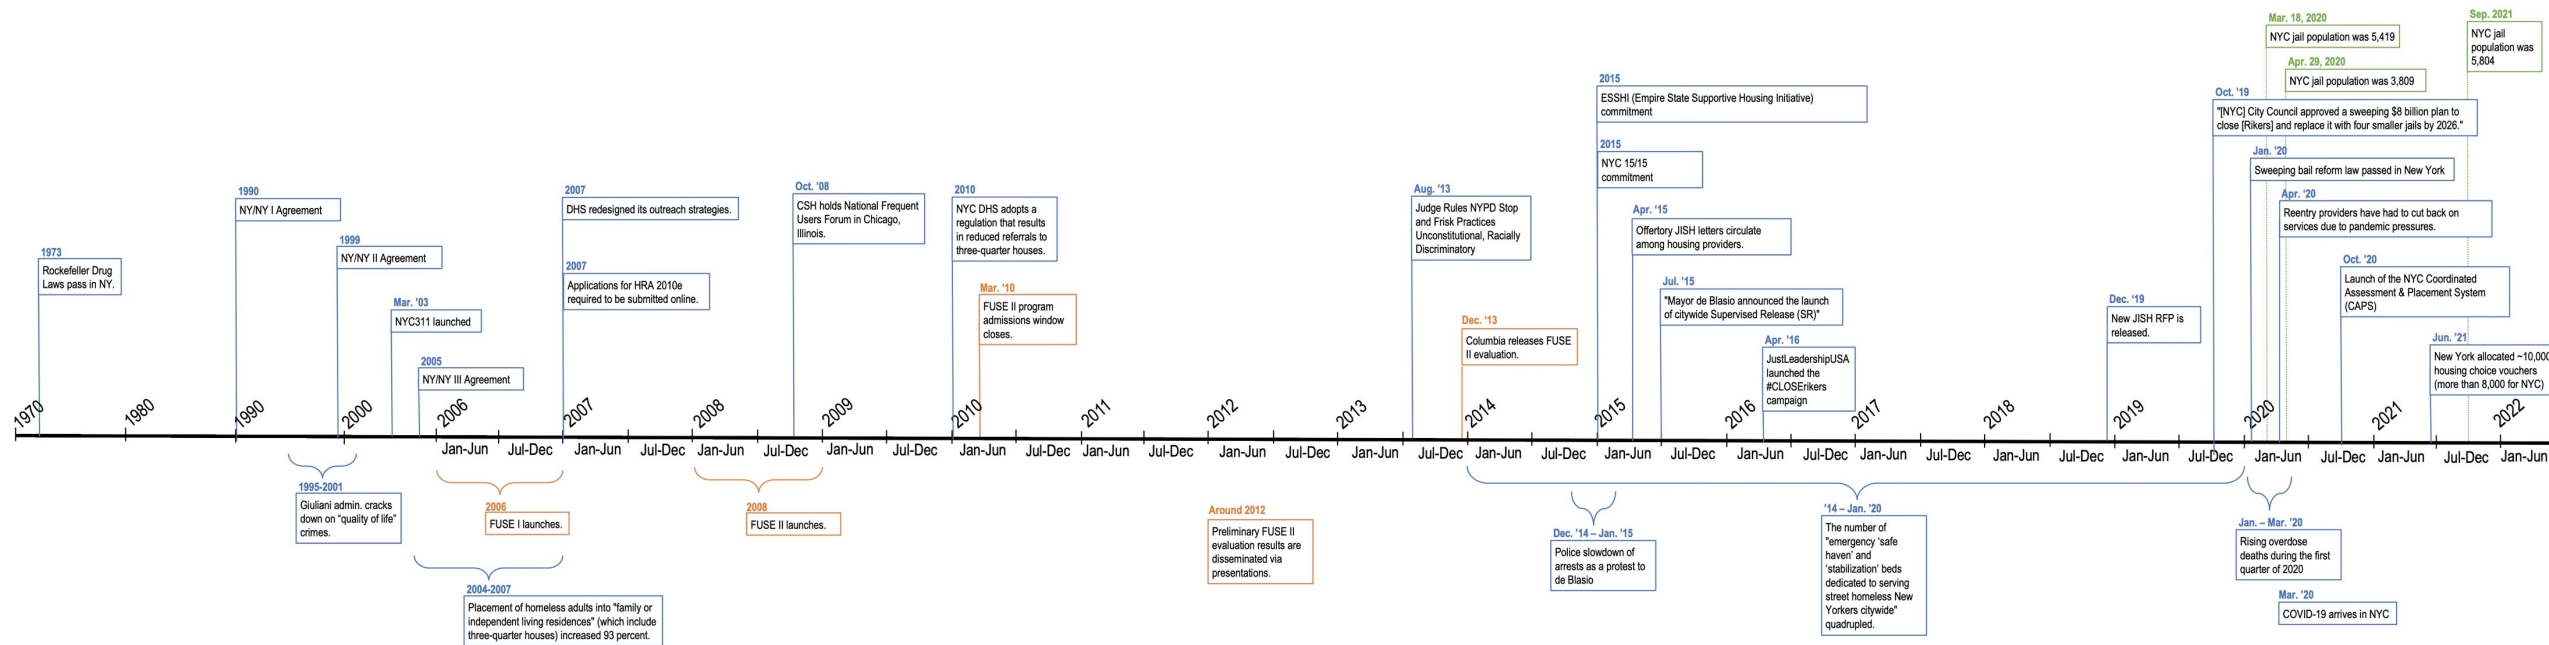 1973
Rockefeller Drug
Laws pass in NY.
1990
NY/NY I Agreement
1999
NY/NY II Agreement
Mar. '03
NYC311 launched
2005
NY/NY III Agreement
2007
DHS redesigned its outreach strategies.
2007
Applications for HRA 2010e
required to be submitted online.
Oct. '08
CSH holds National Frequent
Users Forum in Chicago,
Illinois.
2010
NYC DHS adopts a
regulation that results
in reduced referrals to
three-quarter houses.
Mar. '10
FUSE II program
admissions window
closes.
Aug. '13
Judge Rules NYPD Stop
and Frisk Practices
Unconstitutional, Racially
Discriminatory
Dec. '13
Columbia releases FUSE
II evaluation.
2015
ESSHI (Empire State Supportive Housing Initiative)
commitment
2015
NYC 15/15
commitment
Apr. '15
Offertory JISH letters circulate
among housing providers.
Jul. '15
"Mayor de Blasio announced the launch
of citywide Supervised Release (SR)"
Apr. '16
JustLeadershipUSA
launched the
#CLOSErikers
campaign
Dec. '19
New JISH RFP is
released.
Mar. 18, 2020
NYC jail population was 5,419
Apr. 29, 2020
NYC jail population was 3,809
Sep. 2021
NYC jail
population was
5,804
Oct. '19
"[NYC] City Council approved a sweeping $8 billion plan to
close [Rikers] and replace it with four smaller jails by 2026."
Jan. '20
Sweeping bail reform law passed in New York
Apr. '20
Reentry providers have had to cut back on
services due to pandemic pressures.
Oct. '20
Launch of the NYC Coordinated
Assessment & Placement System
(CAPS)
Jun. '21
New York allocated ~10,000
housing choice vouchers
(more than 8,000 for NYC)
1970 1980 1990 2000 2006 2007 2008 2009 2010 2011 2012 2013 2014 2015 2016 2017 2018 2019 2020 2021 2022
Jan-Jun Jul-Dec Jan-Jun Jul-Dec Jan-Jun Jul-Dec Jan-Jun Jul-Dec Jan-Jun Jul-Dec Jan-Jun Jul-Dec Jan-Jun Jul-Dec Jan-Jun Jul-Dec Jan-Jun Jul-Dec Jan-Jun Jul-Dec Jan-Jun Jul-Dec Jan-Jun Jul-Dec Jan-Jun Jul-Dec Jan-Jun Jul-Dec Jan-Jun Jul-Dec Jan-Jun Jul-Dec Jan-Jun
1995-2001
Giuliani admin. cracks
down on "quality of life"
crimes.
2006
FUSE I launches.
2004-2007
Placement of homeless adults into "family or
independent living residences" (which include
three-quarter houses) increased 93 percent.
2008
FUSE II launches.
Around 2012
Preliminary FUSE II
evaluation results are
disseminated via
presentations.
Dec. '14 – Jan. '15
Police slowdown of
arrests as a protest to
de Blasio
'14 – Jan. '20
The number of
"emergency 'safe
haven' and
'stabilization' beds
dedicated to serving
street homeless New
Yorkers citywide"
quadrupled.
Jan. – Mar. '20
Rising overdose
deaths during the first
quarter of 2020
Mar. '20
COVID-19 arrives in NYC